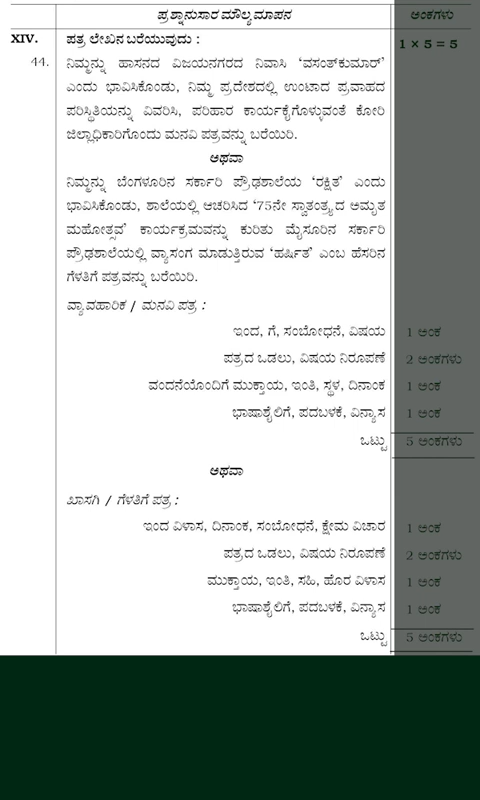 ಪ್ರಶ್ನಾನುಸಾರ ಮೌಲ್ಯಮಾಪನ ಅಂಕಗಳು
XIV. ಪತ್ರ ಲೇಖನ ಬರೆಯುವುದು : 1 × 5 = 5
44. ನಿಮ್ಮನ್ನು ಹಾಸನದ ವಿಜಯನಗರದ ನಿವಾಸಿ 'ವಸಂತ್‌ಕುಮಾರ್'
ಎಂದು ಭಾವಿಸಿಕೊಂಡು, ನಿಮ್ಮ ಪ್ರದೇಶದಲ್ಲಿ ಉಂಟಾದ ಪ್ರವಾಹದ
ಪರಿಸ್ಥಿತಿಯನ್ನು ವಿವರಿಸಿ, ಪರಿಹಾರ ಕಾರ್ಯಕೈಗೊಳ್ಳುವಂತೆ ಕೋರಿ
ಜಿಲ್ಲಾಧಿಕಾರಿಗೊಂದು ಮನವಿ ಪತ್ರವನ್ನು ಬರೆಯಿರಿ.
ಅಥವಾ
ನಿಮ್ಮನ್ನು ಬೆಂಗಳೂರಿನ ಸರ್ಕಾರಿ ಪ್ರೌಢಶಾಲೆಯ 'ರಕ್ಷಿತ' ಎಂದು
ಭಾವಿಸಿಕೊಂಡು, ಶಾಲೆಯಲ್ಲಿ ಆಚರಿಸಿದ '75ನೇ ಸ್ವಾತಂತ್ರ್ಯದ ಅಮೃತ
ಮಹೋತ್ಸವ' ಕಾರ್ಯಕ್ರಮವನ್ನು ಕುರಿತು ಮೈಸೂರಿನ ಸರ್ಕಾರಿ
ಪ್ರೌಢಶಾಲೆಯಲ್ಲಿ ವ್ಯಾಸಂಗ ಮಾಡುತ್ತಿರುವ 'ಹರ್ಷಿತ' ಎಂಬ ಹೆಸರಿನ
ಗೆಳತಿಗೆ ಪತ್ರವನ್ನು ಬರೆಯಿರಿ.
ವ್ಯಾವಹಾರಿಕ / ಮನವಿ ಪತ್ರ :
ಇಂದ, ಗೆ, ಸಂಬೋಧನೆ, ವಿಷಯ 1 ಅಂಕ
ಪತ್ರದ ಒಡಲು, ವಿಷಯ ನಿರೂಪಣೆ 2 ಅಂಕಗಳು
ವಂದನೆಯೊಂದಿಗೆ ಮುಕ್ತಾಯ, ಇಂತಿ, ಸ್ಥಳ, ದಿನಾಂಕ 1 ಅಂಕ
ಭಾಷಾಶೈಲಿಗೆ, ಪದಬಳಕೆ, ವಿನ್ಯಾಸ 1 ಅಂಕ
ಒಟ್ಟು 5 ಅಂಕಗಳು
ಅಥವಾ
ಖಾಸಗಿ / ಗೆಳತಿಗೆ ಪತ್ರ :
ಇಂದ ವಿಳಾಸ, ದಿನಾಂಕ, ಸಂಬೋಧನೆ, ಕ್ಷೇಮ ವಿಚಾರ 1 ಅಂಕ
ಪತ್ರದ ಒಡಲು, ವಿಷಯ ನಿರೂಪಣೆ 2 ಅಂಕಗಳು
ಮುಕ್ತಾಯ, ಇಂತಿ, ಸಹಿ, ಹೊರ ವಿಳಾಸ 1 ಅಂಕ
ಭಾಷಾಶೈಲಿಗೆ, ಪದಬಳಕೆ, ವಿನ್ಯಾಸ 1 ಅಂಕ
ಒಟ್ಟು 5 ಅಂಕಗಳು